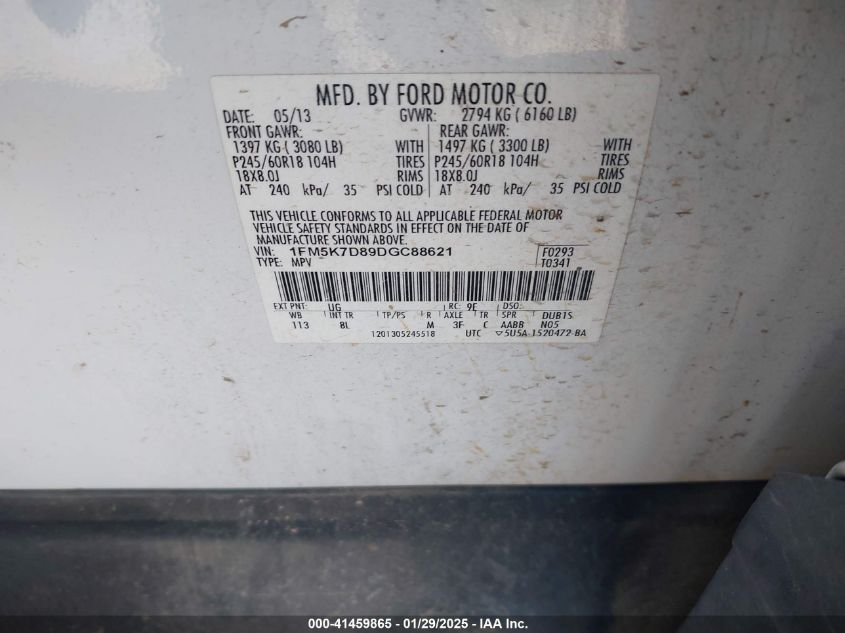 MFD. BY FORD MOTOR CO.
DATE: 05/13 GVWR: 2794 KG ( 6160 LB)
FRONT GAWR: REAR GAWR:
1397 KG ( 3080 LB) WITH 1497 KG ( 3300 LB) WITH
P245/60R18 104H TIRES P245/60R18 104H TIRES
18X8.0J RIMS 18X8.0J RIMS
AT 240 kPa/ 35 PSI COLD AT 240 kPa/ 35 PSI COLD
THIS VEHICLE CONFORMS TO ALL APPLICABLE FEDERAL MOTOR
VEHICLE SAFETY STANDARDS IN EFFECT ON THE DATE OF
MANUFACTURE SHOWN ABOVE.
VIN: 1FM5K7D89DGC88621 F0293
TYPE: MPV T0341
EXT PNT: UG RC: 9E DSO:
WB INT TR TP/PS R AXLE TR SPR DUB1S
113 8L M 3F C AABB N05
1201305245518 UTC ▽5U5A-1520472-BA
000-41459865 - 01/29/2025 - IAA Inc.